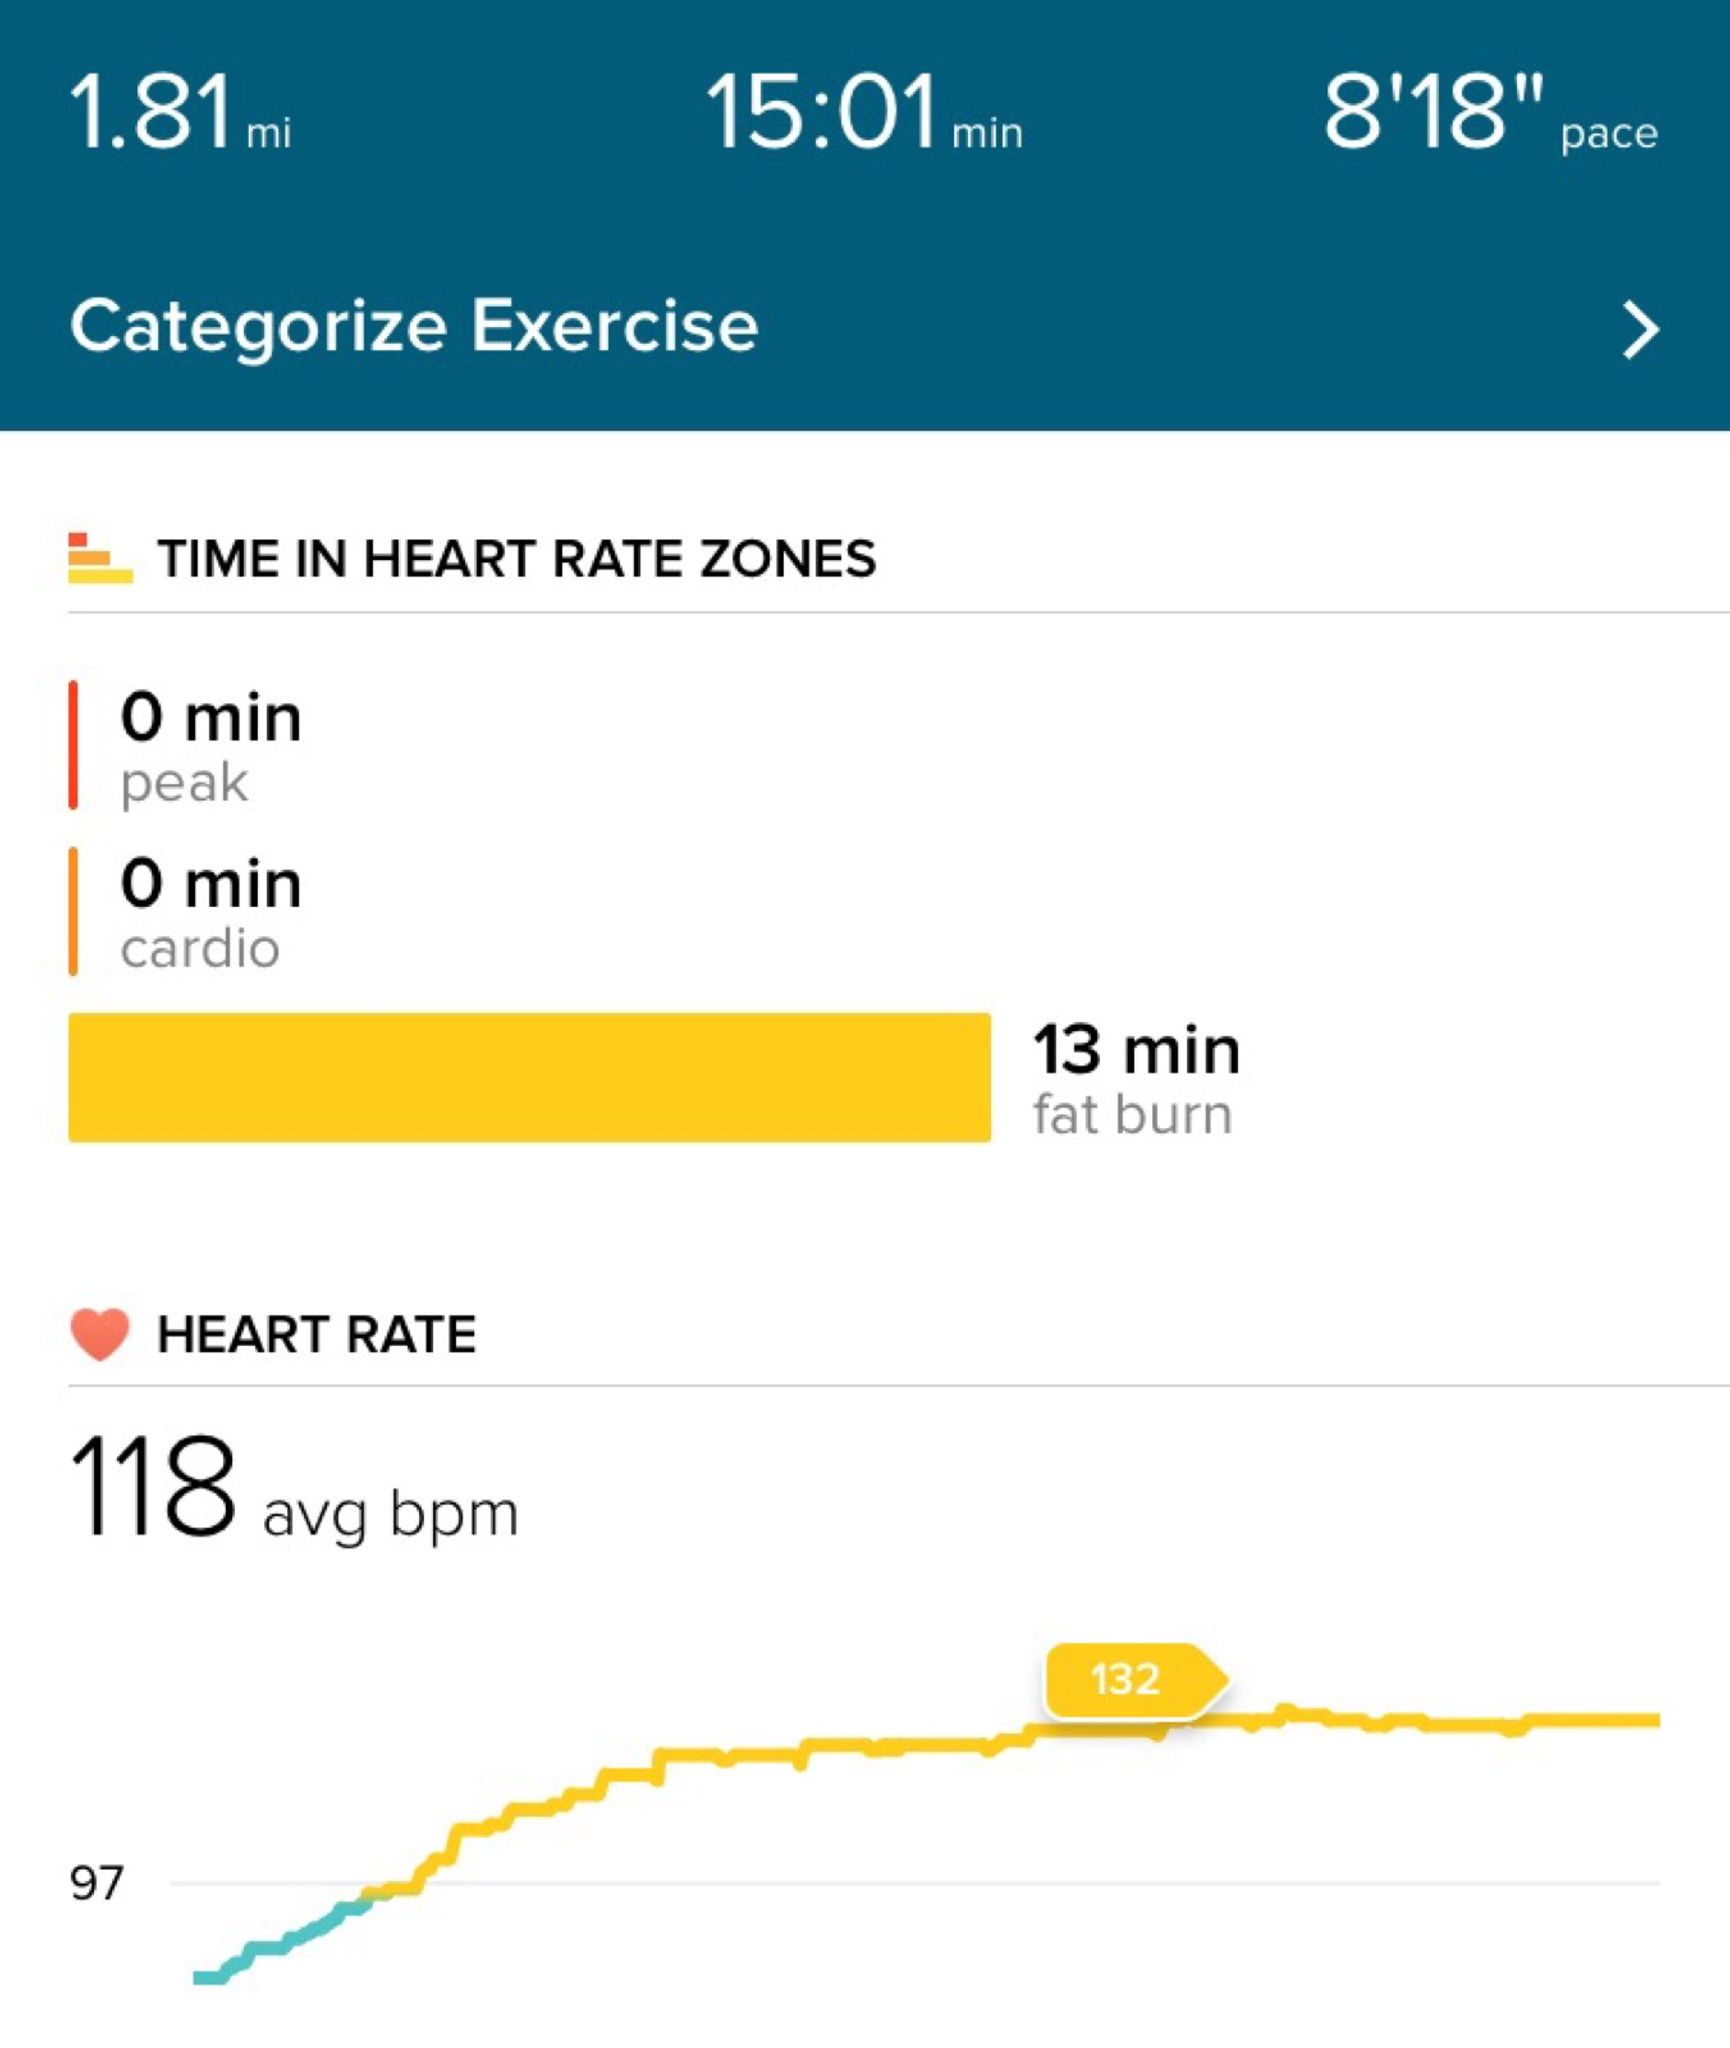 1.81 mi 15:01 min 8'18" pace
Categorize Exercise
TIME IN HEART RATE ZONES
0 min
peak
0 min
cardio
13 min
fat burn
HEART RATE
118 avg bpm
132
97